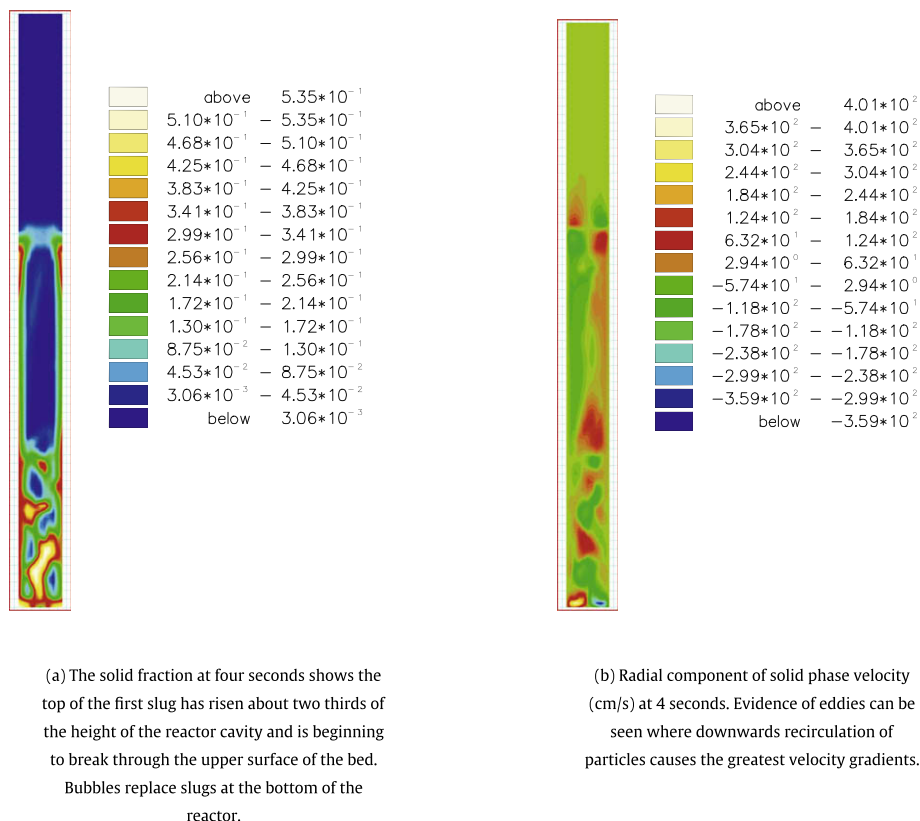 above 5.35*10⁻¹
5.10*10⁻¹ – 5.35*10⁻¹
4.68*10⁻¹ – 5.10*10⁻¹
4.25*10⁻¹ – 4.68*10⁻¹
3.83*10⁻¹ – 4.25*10⁻¹
3.41*10⁻¹ – 3.83*10⁻¹
2.99*10⁻¹ – 3.41*10⁻¹
2.56*10⁻¹ – 2.99*10⁻¹
2.14*10⁻¹ – 2.56*10⁻¹
1.72*10⁻¹ – 2.14*10⁻¹
1.30*10⁻¹ – 1.72*10⁻¹
8.75*10⁻² – 1.30*10⁻¹
4.53*10⁻² – 8.75*10⁻²
3.06*10⁻³ – 4.53*10⁻²
below 3.06*10⁻³
(a) The solid fraction at four seconds shows the
top of the first slug has risen about two thirds of
the height of the reactor cavity and is beginning
to break through the upper surface of the bed.
Bubbles replace slugs at the bottom of the
reactor.
above 4.01*10²
3.65*10² – 4.01*10²
3.04*10² – 3.65*10²
2.44*10² – 3.04*10²
1.84*10² – 2.44*10²
1.24*10² – 1.84*10²
6.32*10¹ – 1.24*10²
2.94*10⁰ – 6.32*10¹
−5.74*10¹ – 2.94*10⁰
−1.18*10² – −5.74*10¹
−1.78*10² – −1.18*10²
−2.38*10² – −1.78*10²
−2.99*10² – −2.38*10²
−3.59*10² – −2.99*10²
below −3.59*10²
(b) Radial component of solid phase velocity
(cm/s) at 4 seconds. Evidence of eddies can be
seen where downwards recirculation of
particles causes the greatest velocity gradients.